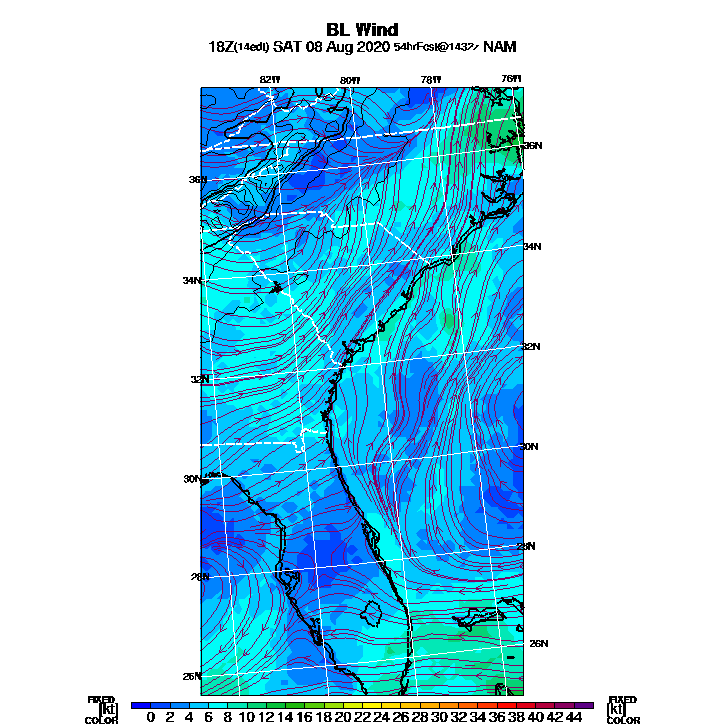 BL Wind
18Z(14edt) SAT 08 Aug 2020 54hrFcst@1432z NAM
82W 80W 78W 76W
36N
36N
34N
34N
32N
32N
30N
30N
28N
28N
26N
26N
FIXED FIXED
[kt] 0 2 4 6 8 10 12 14 16 18 20 22 24 26 28 30 32 34 36 38 40 42 44 [kt]
COLOR COLOR